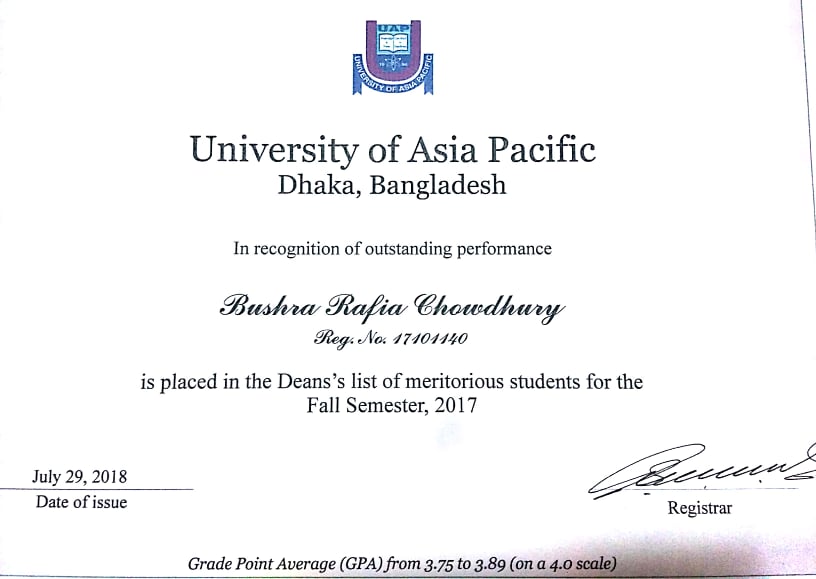 UAP
UNIVERSITY OF ASIA PACIFIC
University of Asia Pacific
Dhaka, Bangladesh
In recognition of outstanding performance
Bushra Rafia Chowdhury
Reg. No. 17101140
is placed in the Deans's list of meritorious students for the
Fall Semester, 2017
July 29, 2018
Date of issue
Registrar
Grade Point Average (GPA) from 3.75 to 3.89 (on a 4.0 scale)